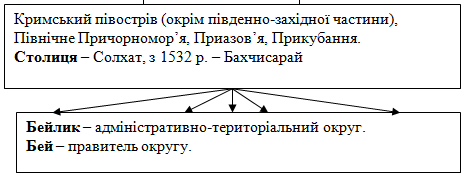 Кримський півострів (окрім південно-західної частини),
Північне Причорномор’я, Приазов’я, Прикубання.
Столиця – Солхат, з 1532 р. – Бахчисарай
Бейлик – адміністративно-територіальний округ.
Бей – правитель округу.